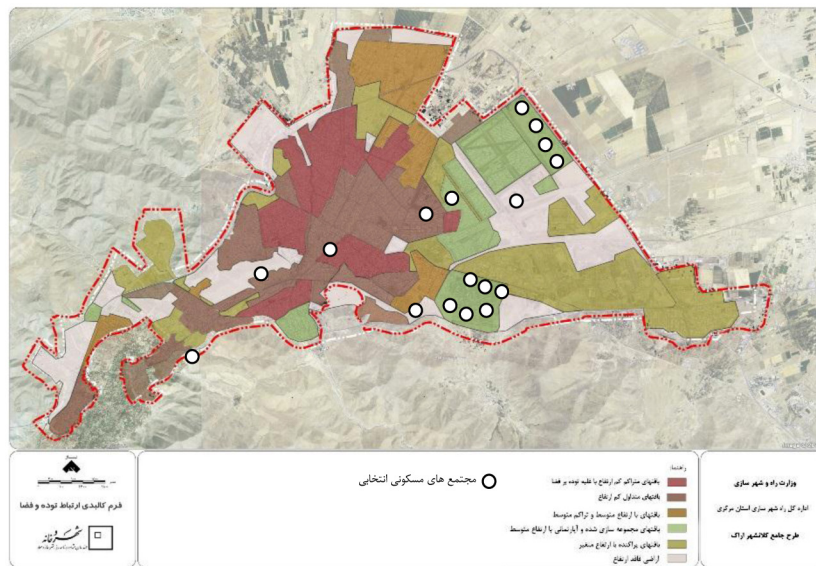 راهنما:
بافتهای متراکم کم ارتفاع با غلبه توده بر فضا
بافتهای متداول کم ارتفاع
بافتهای با ارتفاع متوسط و تراکم متوسط
بافتهای مجموعه سازی شده و آپارتمانی با ارتفاع متوسط
بافتهای پراکنده با ارتفاع متغیر
اراضی فاقد ارتفاع
مجتمع های مسکونی انتخابی
وزارت راه و شهر سازی
اداره کل راه شهر سازی استان مرکزی
طرح جامع کلانشهر اراک
فرم کالبدی ارتباط توده و فضا